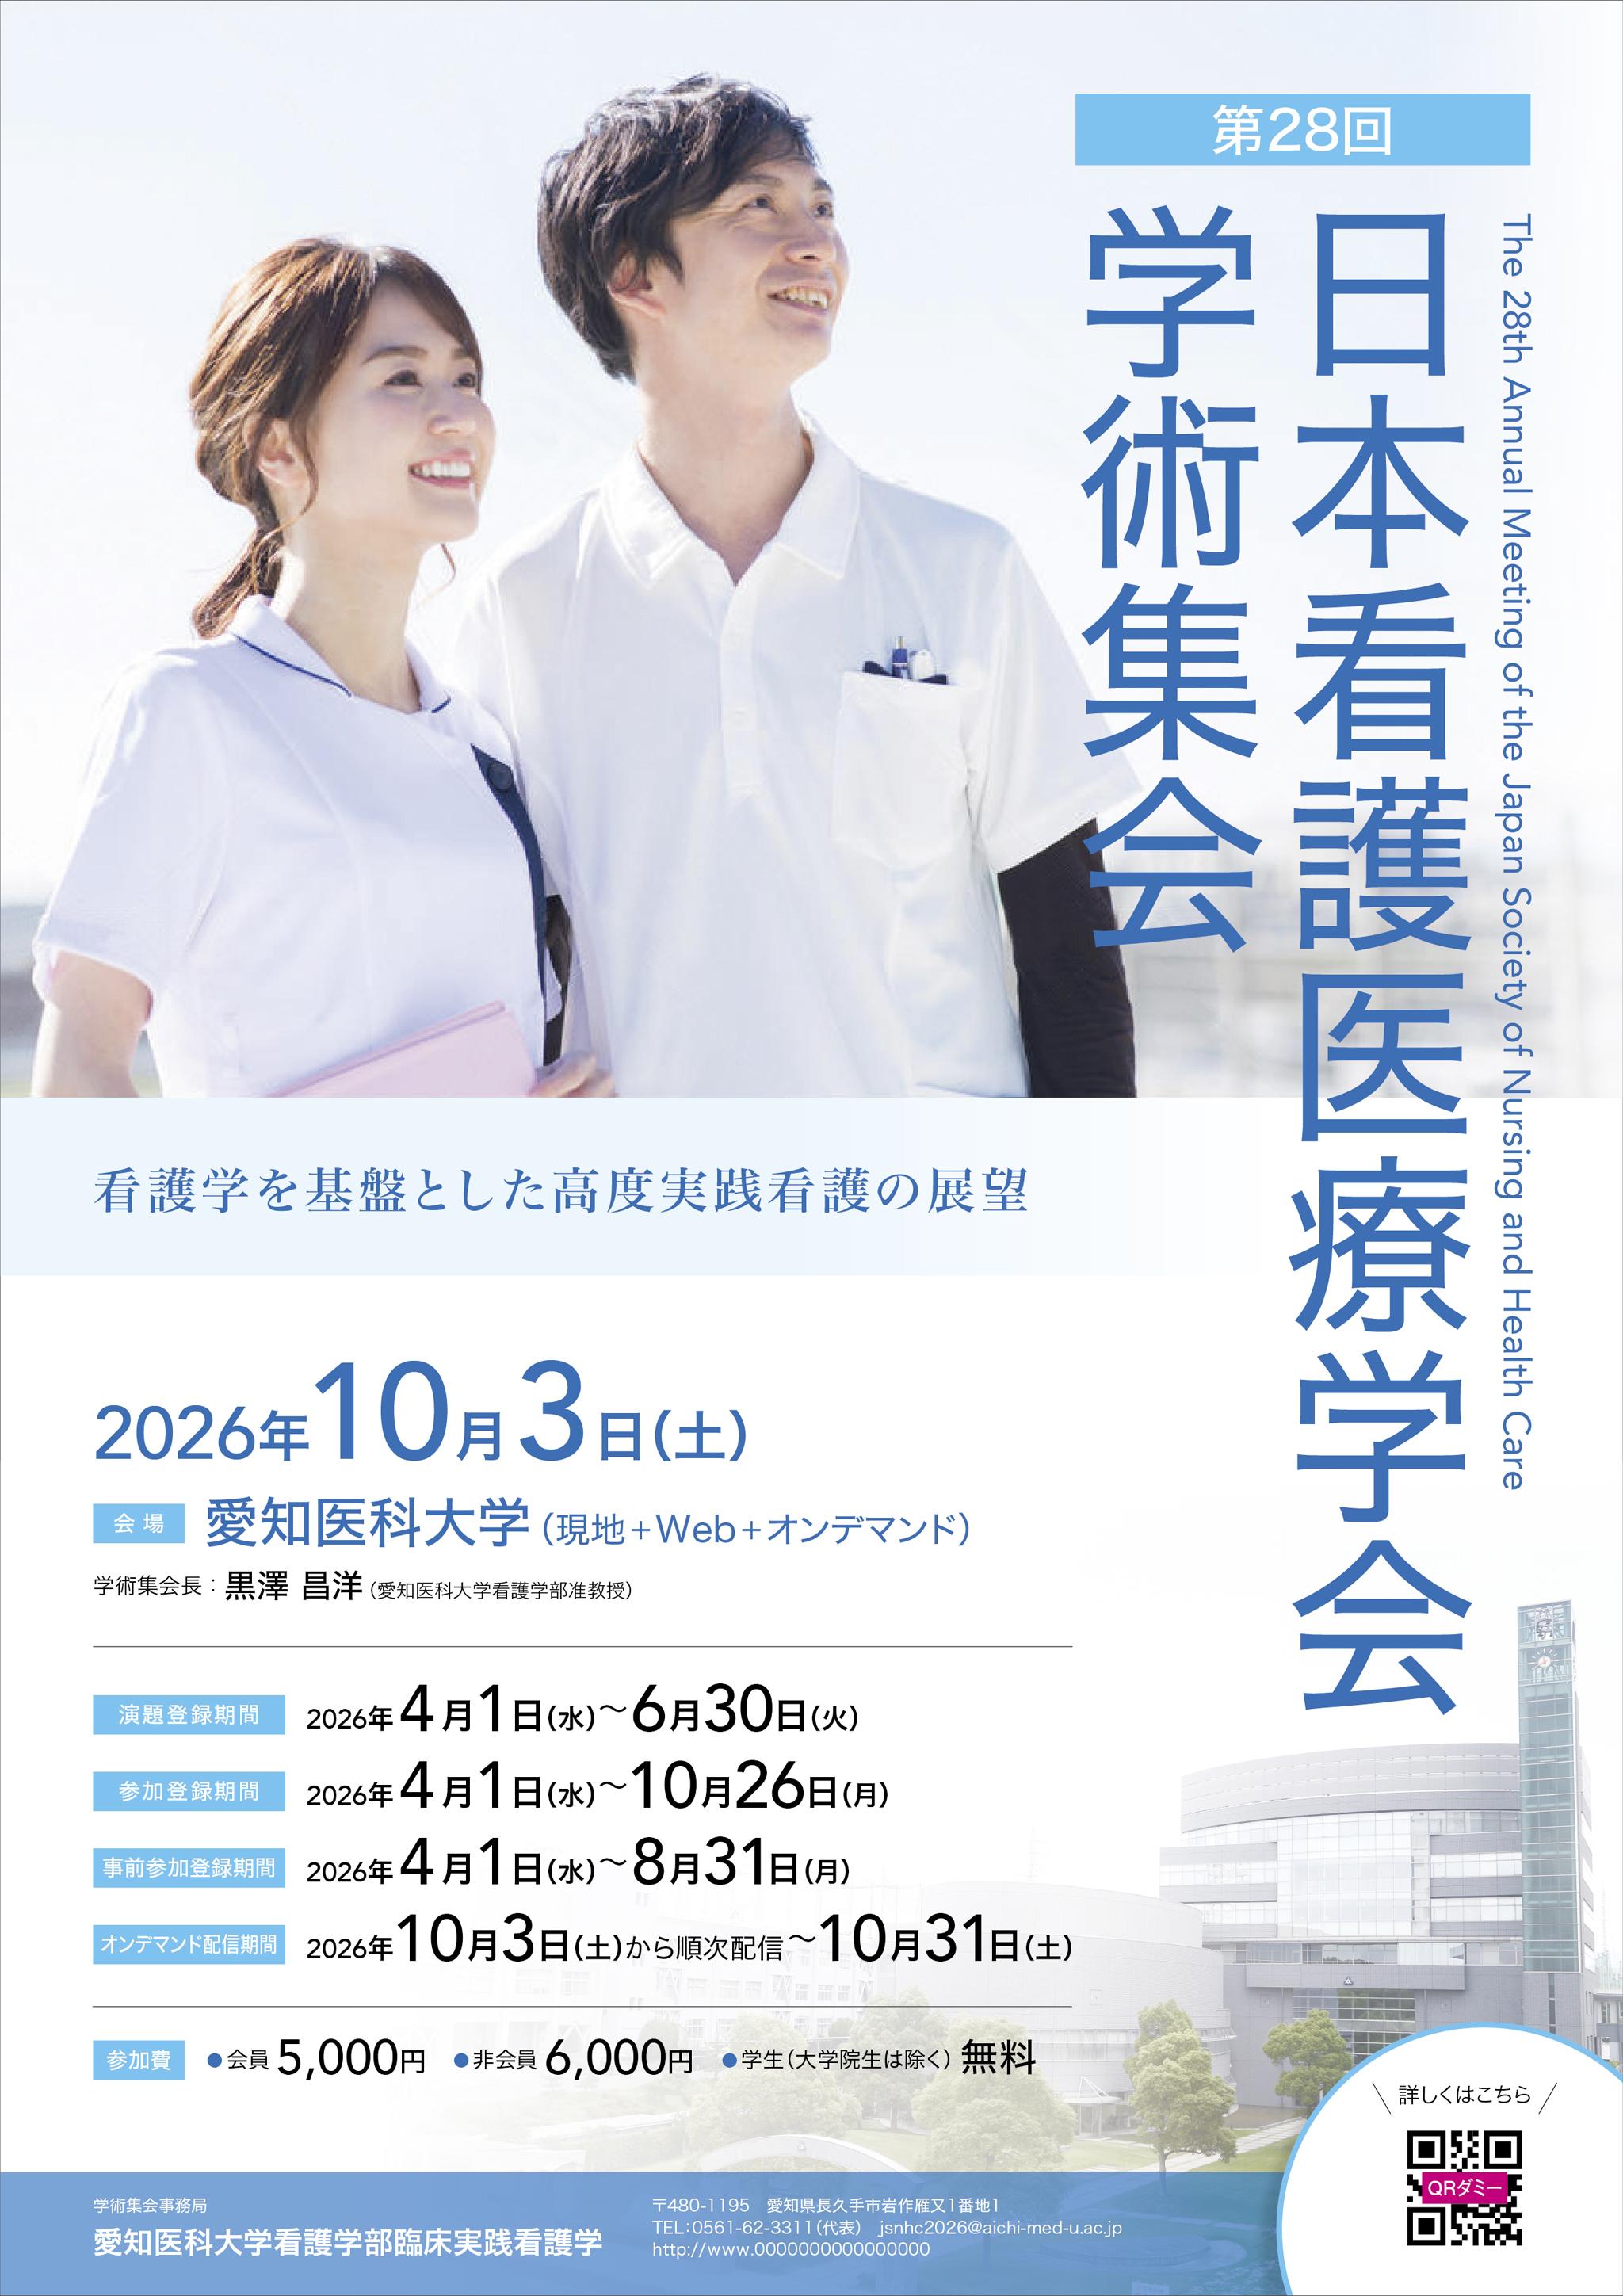 第28回
日本看護医療学会
学術集会
The 28th Annual Meeting of the Japan Society of Nursing and Health Care
看護学を基盤とした高度実践看護の展望
2026年10月3日(土)
会場 愛知医科大学(現地+Web+オンデマンド)
学術集会長:黒澤 昌洋(愛知医科大学看護学部准教授)
演題登録期間 2026年4月1日(水)~6月30日(火)
参加登録期間 2026年4月1日(水)~10月26日(月)
事前参加登録期間 2026年4月1日(水)~8月31日(月)
オンデマンド配信期間 2026年10月3日(土)から順次配信~10月31日(土)
参加費 ●会員 5,000円 ●非会員 6,000円 ●学生(大学院生は除く) 無料
\ 詳しくはこちら /
QRダミー
学術集会事務局
愛知医科大学看護学部臨床実践看護学
〒480-1195 愛知県長久手市岩作雁又1番地1
TEL:0561-62-3311(代表) jsnhc2026@aichi-med-u.ac.jp
http://www.0000000000000000